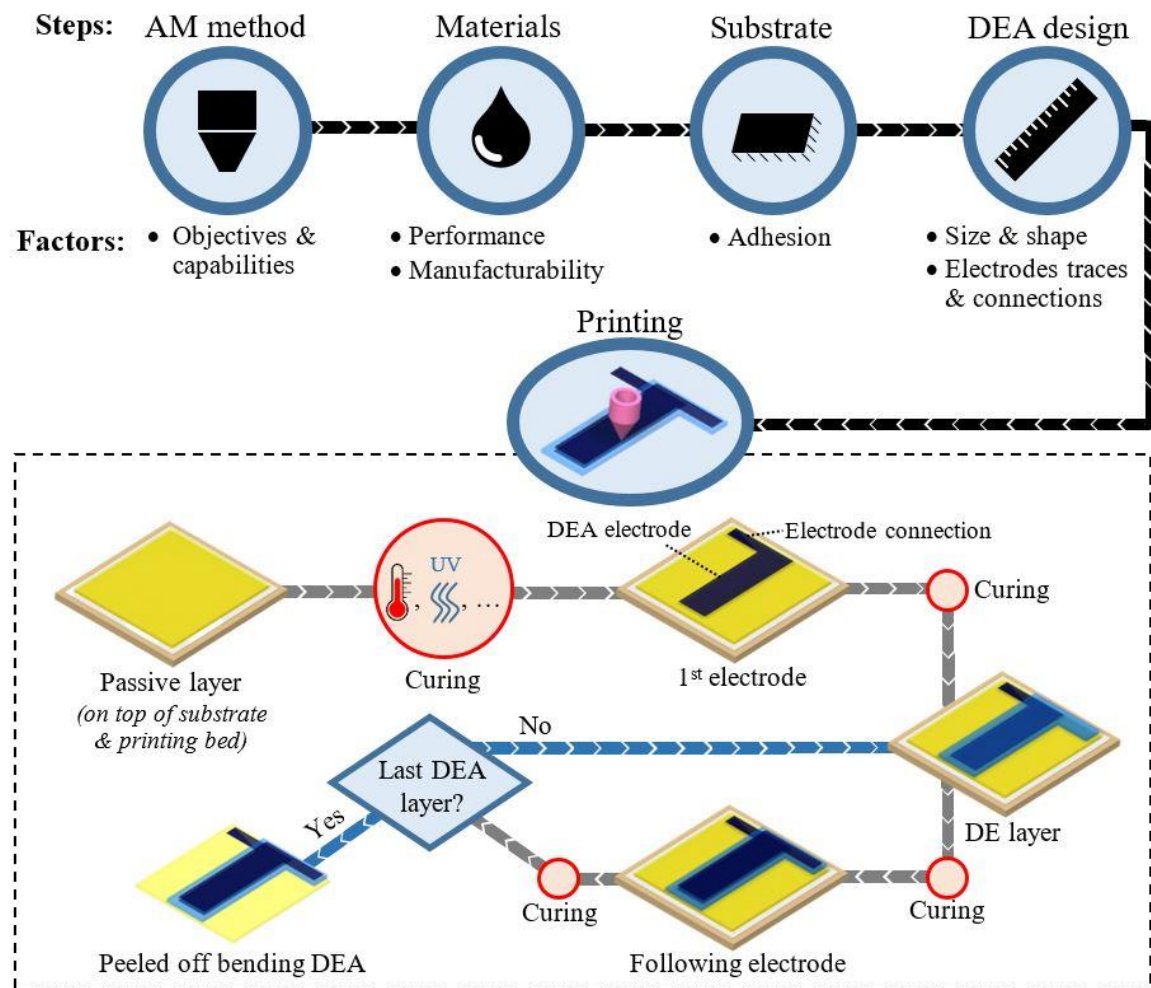 Steps:
AM method
Materials
Substrate
DEA design
Factors:
• Objectives &
capabilities
• Performance
• Manufacturability
• Adhesion
• Size & shape
• Electrodes traces
& connections
Printing
DEA electrode
Electrode connection
UV
, , ...
Curing
Curing
Passive layer
(on top of substrate
& printing bed)
1st electrode
No
Last DEA
layer?
Yes
DE layer
Curing
Curing
Peeled off bending DEA
Following electrode